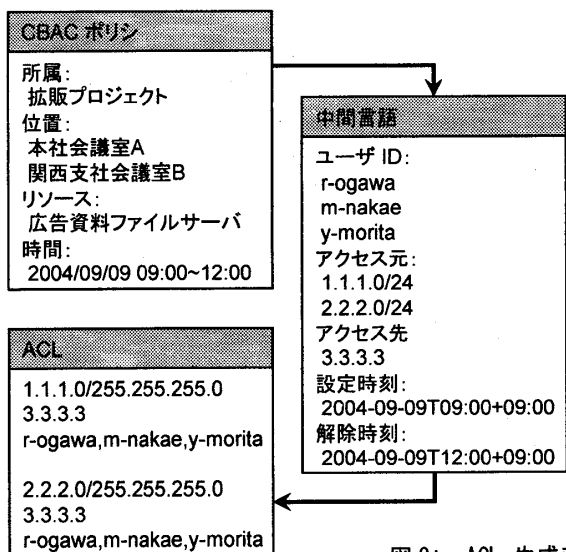 CBAC ポリシ
所属:
拡販プロジェクト
位置:
本社会議室A
関西支社会議室B
リソース:
広告資料ファイルサーバ
時間:
2004/09/09 09:00~12:00
中間言語
ユーザ ID:
r-ogawa
m-nakae
y-morita
アクセス元:
1.1.1.0/24
2.2.2.0/24
アクセス先
3.3.3.3
設定時刻:
2004-09-09T09:00+09:00
解除時刻:
2004-09-09T12:00+09:00
ACL
1.1.1.0/255.255.255.0
3.3.3.3
r-ogawa,m-nakae,y-morita
2.2.2.0/255.255.255.0
3.3.3.3
r-ogawa,m-nakae,y-morita